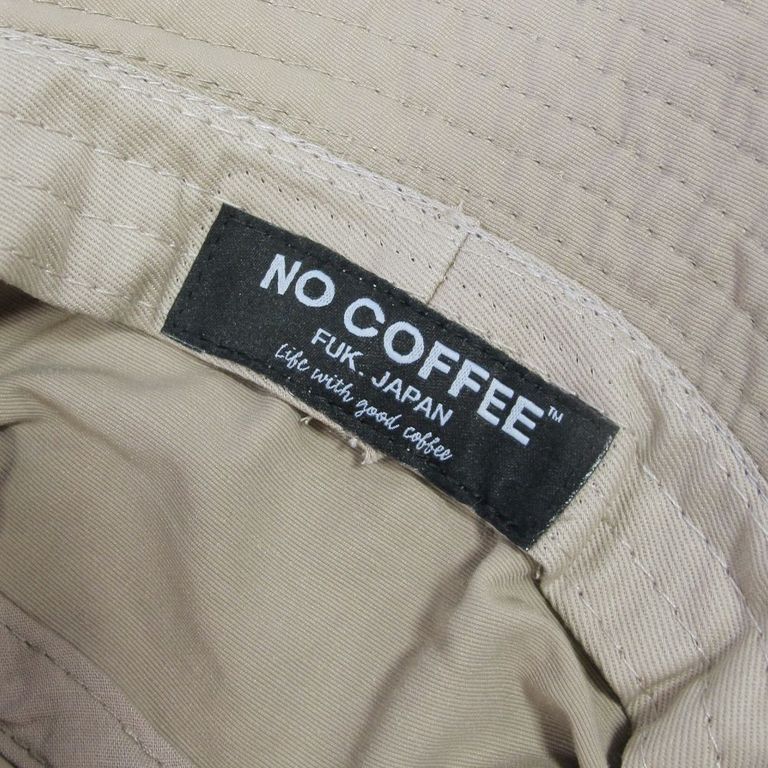 NO COFFEE™
FUK. JAPAN
Life with good coffee